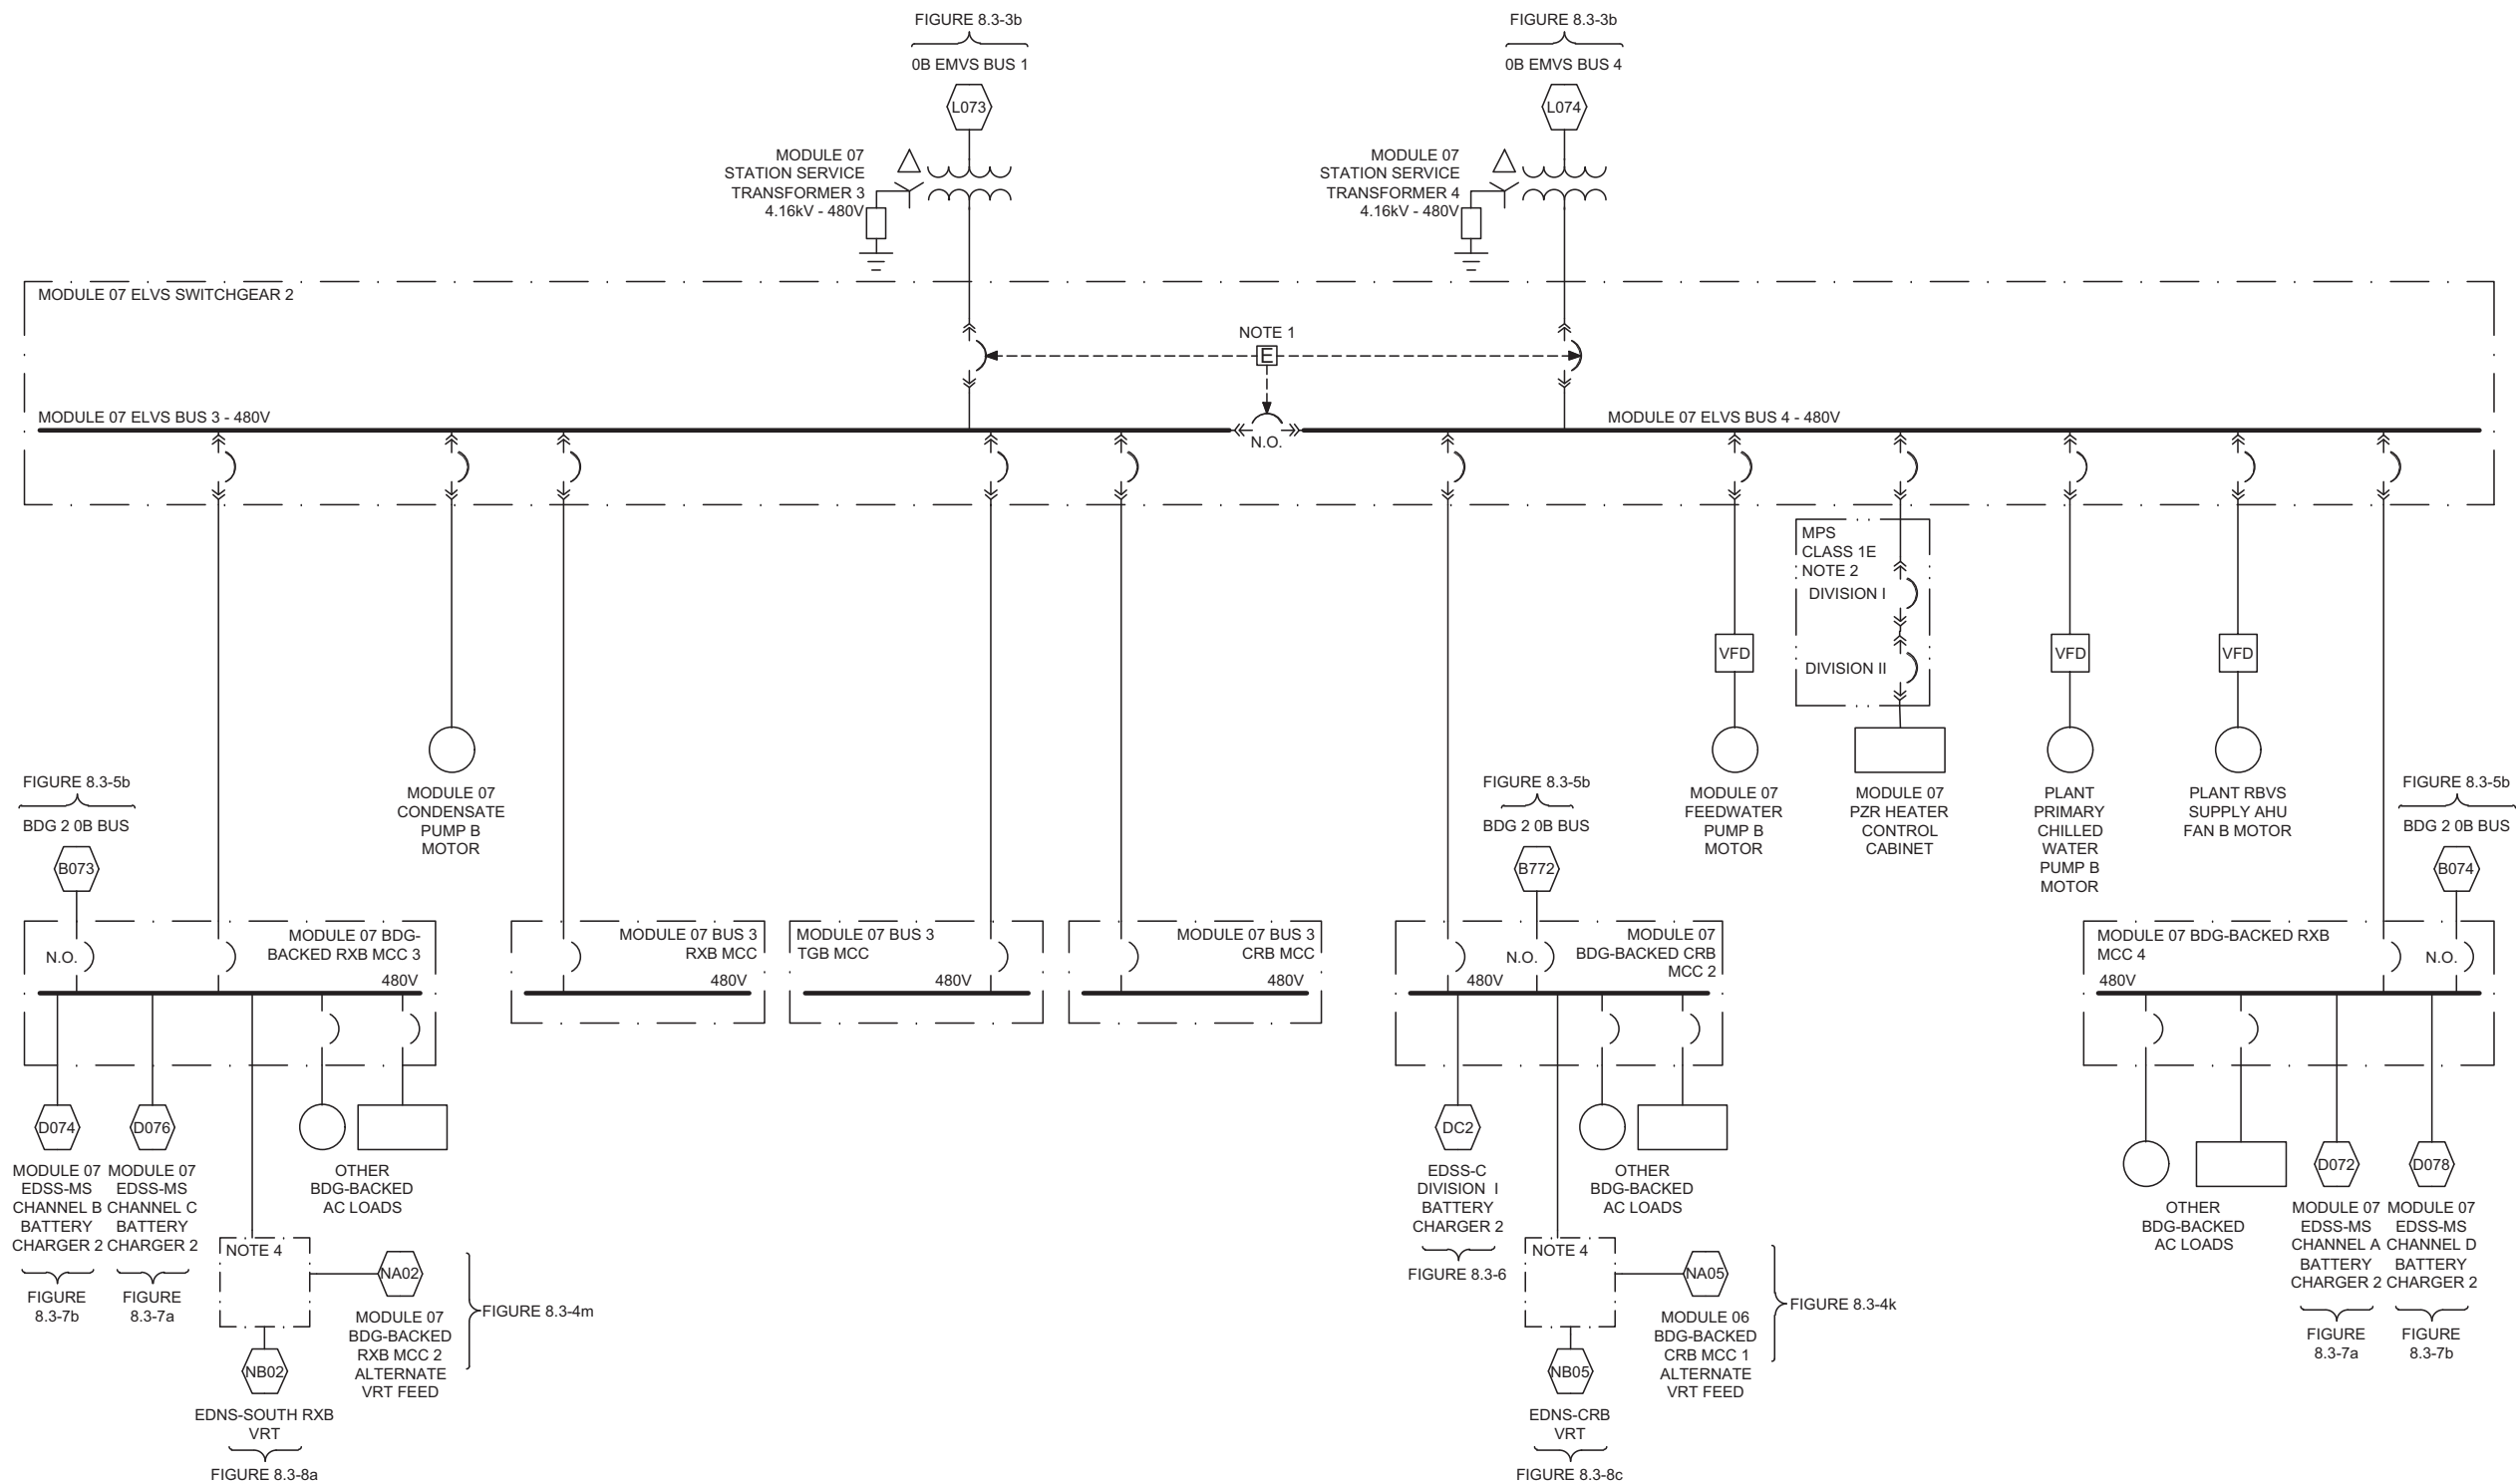 FIGURE 8.3-3b
0B EMVS BUS 1
L073
MODULE 07
STATION SERVICE
TRANSFORMER 3
4.16kV - 480V
FIGURE 8.3-3b
0B EMVS BUS 4
L074
MODULE 07
STATION SERVICE
TRANSFORMER 4
4.16kV - 480V
MODULE 07 ELVS SWITCHGEAR 2
NOTE 1
E
MODULE 07 ELVS BUS 3 - 480V
N.O.
MODULE 07 ELVS BUS 4 - 480V
MPS
CLASS 1E
NOTE 2
DIVISION I
DIVISION II
VFD
VFD
VFD
MODULE 07
CONDENSATE
PUMP B
MOTOR
MODULE 07
FEEDWATER
PUMP B
MOTOR
MODULE 07
PZR HEATER
CONTROL
CABINET
PLANT
PRIMARY
CHILLED
WATER
PUMP B
MOTOR
PLANT RBVS
SUPPLY AHU
FAN B MOTOR
FIGURE 8.3-5b
BDG 2 0B BUS
B073
FIGURE 8.3-5b
BDG 2 0B BUS
B772
FIGURE 8.3-5b
BDG 2 0B BUS
B074
N.O.
MODULE 07 BDG-
BACKED RXB MCC 3
480V
MODULE 07 BUS 3
RXB MCC
480V
MODULE 07 BUS 3
TGB MCC
480V
MODULE 07 BUS 3
CRB MCC
480V
N.O.
MODULE 07
BDG-BACKED CRB
MCC 2
480V
MODULE 07 BDG-BACKED RXB
MCC 4
N.O.
480V
D074
MODULE 07
EDSS-MS
CHANNEL B
BATTERY
CHARGER 2
FIGURE
8.3-7b
D076
MODULE 07
EDSS-MS
CHANNEL C
BATTERY
CHARGER 2
FIGURE
8.3-7a
OTHER
BDG-BACKED
AC LOADS
NOTE 4
NA02
MODULE 07
BDG-BACKED
RXB MCC 2
ALTERNATE
VRT FEED
FIGURE 8.3-4m
NB02
EDNS-SOUTH RXB
VRT
FIGURE 8.3-8a
DC2
EDSS-C
DIVISION I
BATTERY
CHARGER 2
FIGURE 8.3-6
OTHER
BDG-BACKED
AC LOADS
NOTE 4
NA05
MODULE 06
BDG-BACKED
CRB MCC 1
ALTERNATE
VRT FEED
FIGURE 8.3-4k
NB05
EDNS-CRB
VRT
FIGURE 8.3-8c
OTHER
BDG-BACKED
AC LOADS
D072
MODULE 07
EDSS-MS
CHANNEL A
BATTERY
CHARGER 2
FIGURE
8.3-7a
D078
MODULE 07
EDSS-MS
CHANNEL D
BATTERY
CHARGER 2
FIGURE
8.3-7b